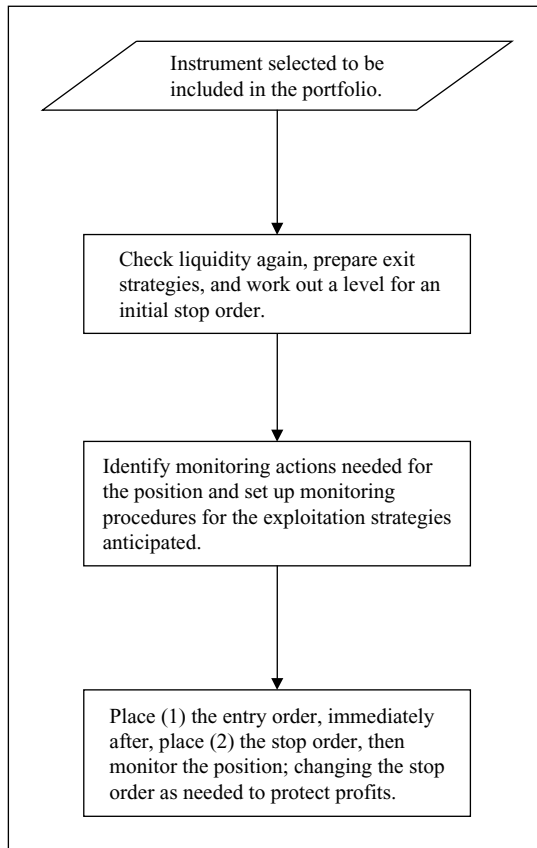 Instrument selected to be
included in the portfolio.
Check liquidity again, prepare exit
strategies, and work out a level for an
initial stop order.
Identify monitoring actions needed for
the position and set up monitoring
procedures for the exploitation strategies
anticipated.
Place (1) the entry order, immediately
after, place (2) the stop order, then
monitor the position; changing the stop
order as needed to protect profits.